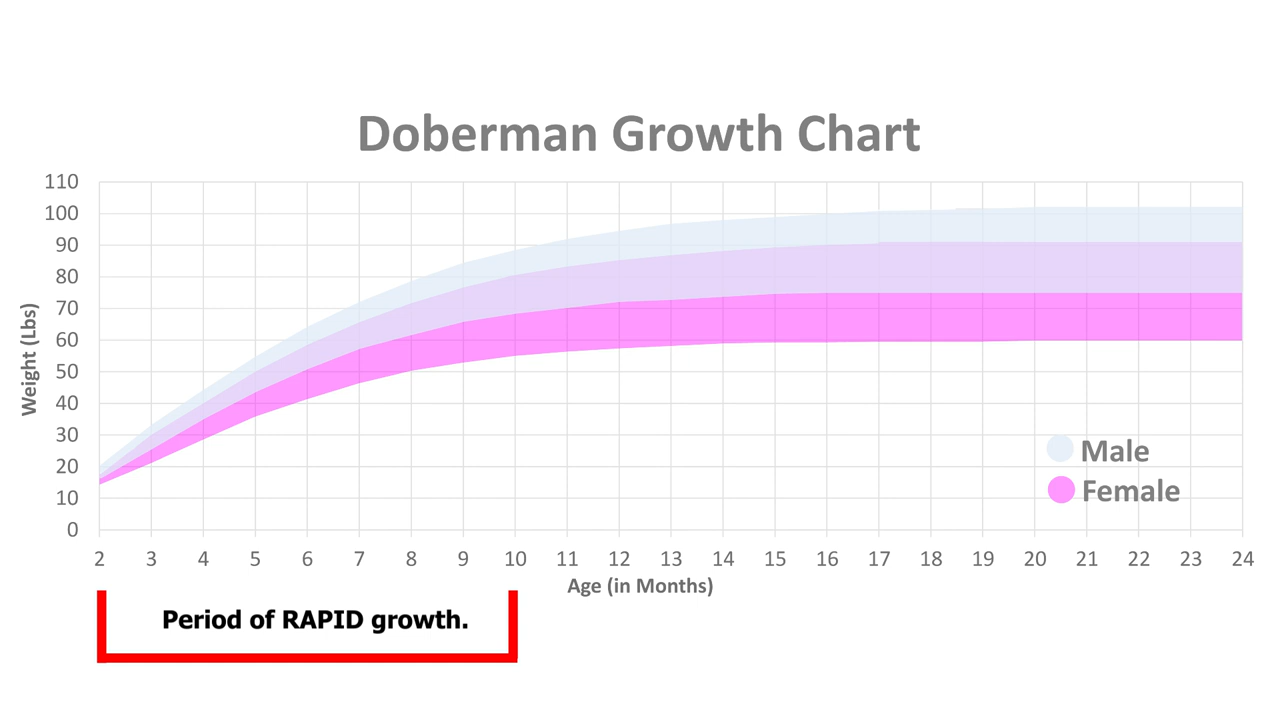 Doberman Growth Chart
110
100
90
80
70
60
50
40
30
20
10
0
Weight (Lbs)
Male
Female
2 3 4 5 6 7 8 9 10 11 12 13 14 15 16 17 18 19 20 21 22 23 24
Age (in Months)
Period of RAPID growth.